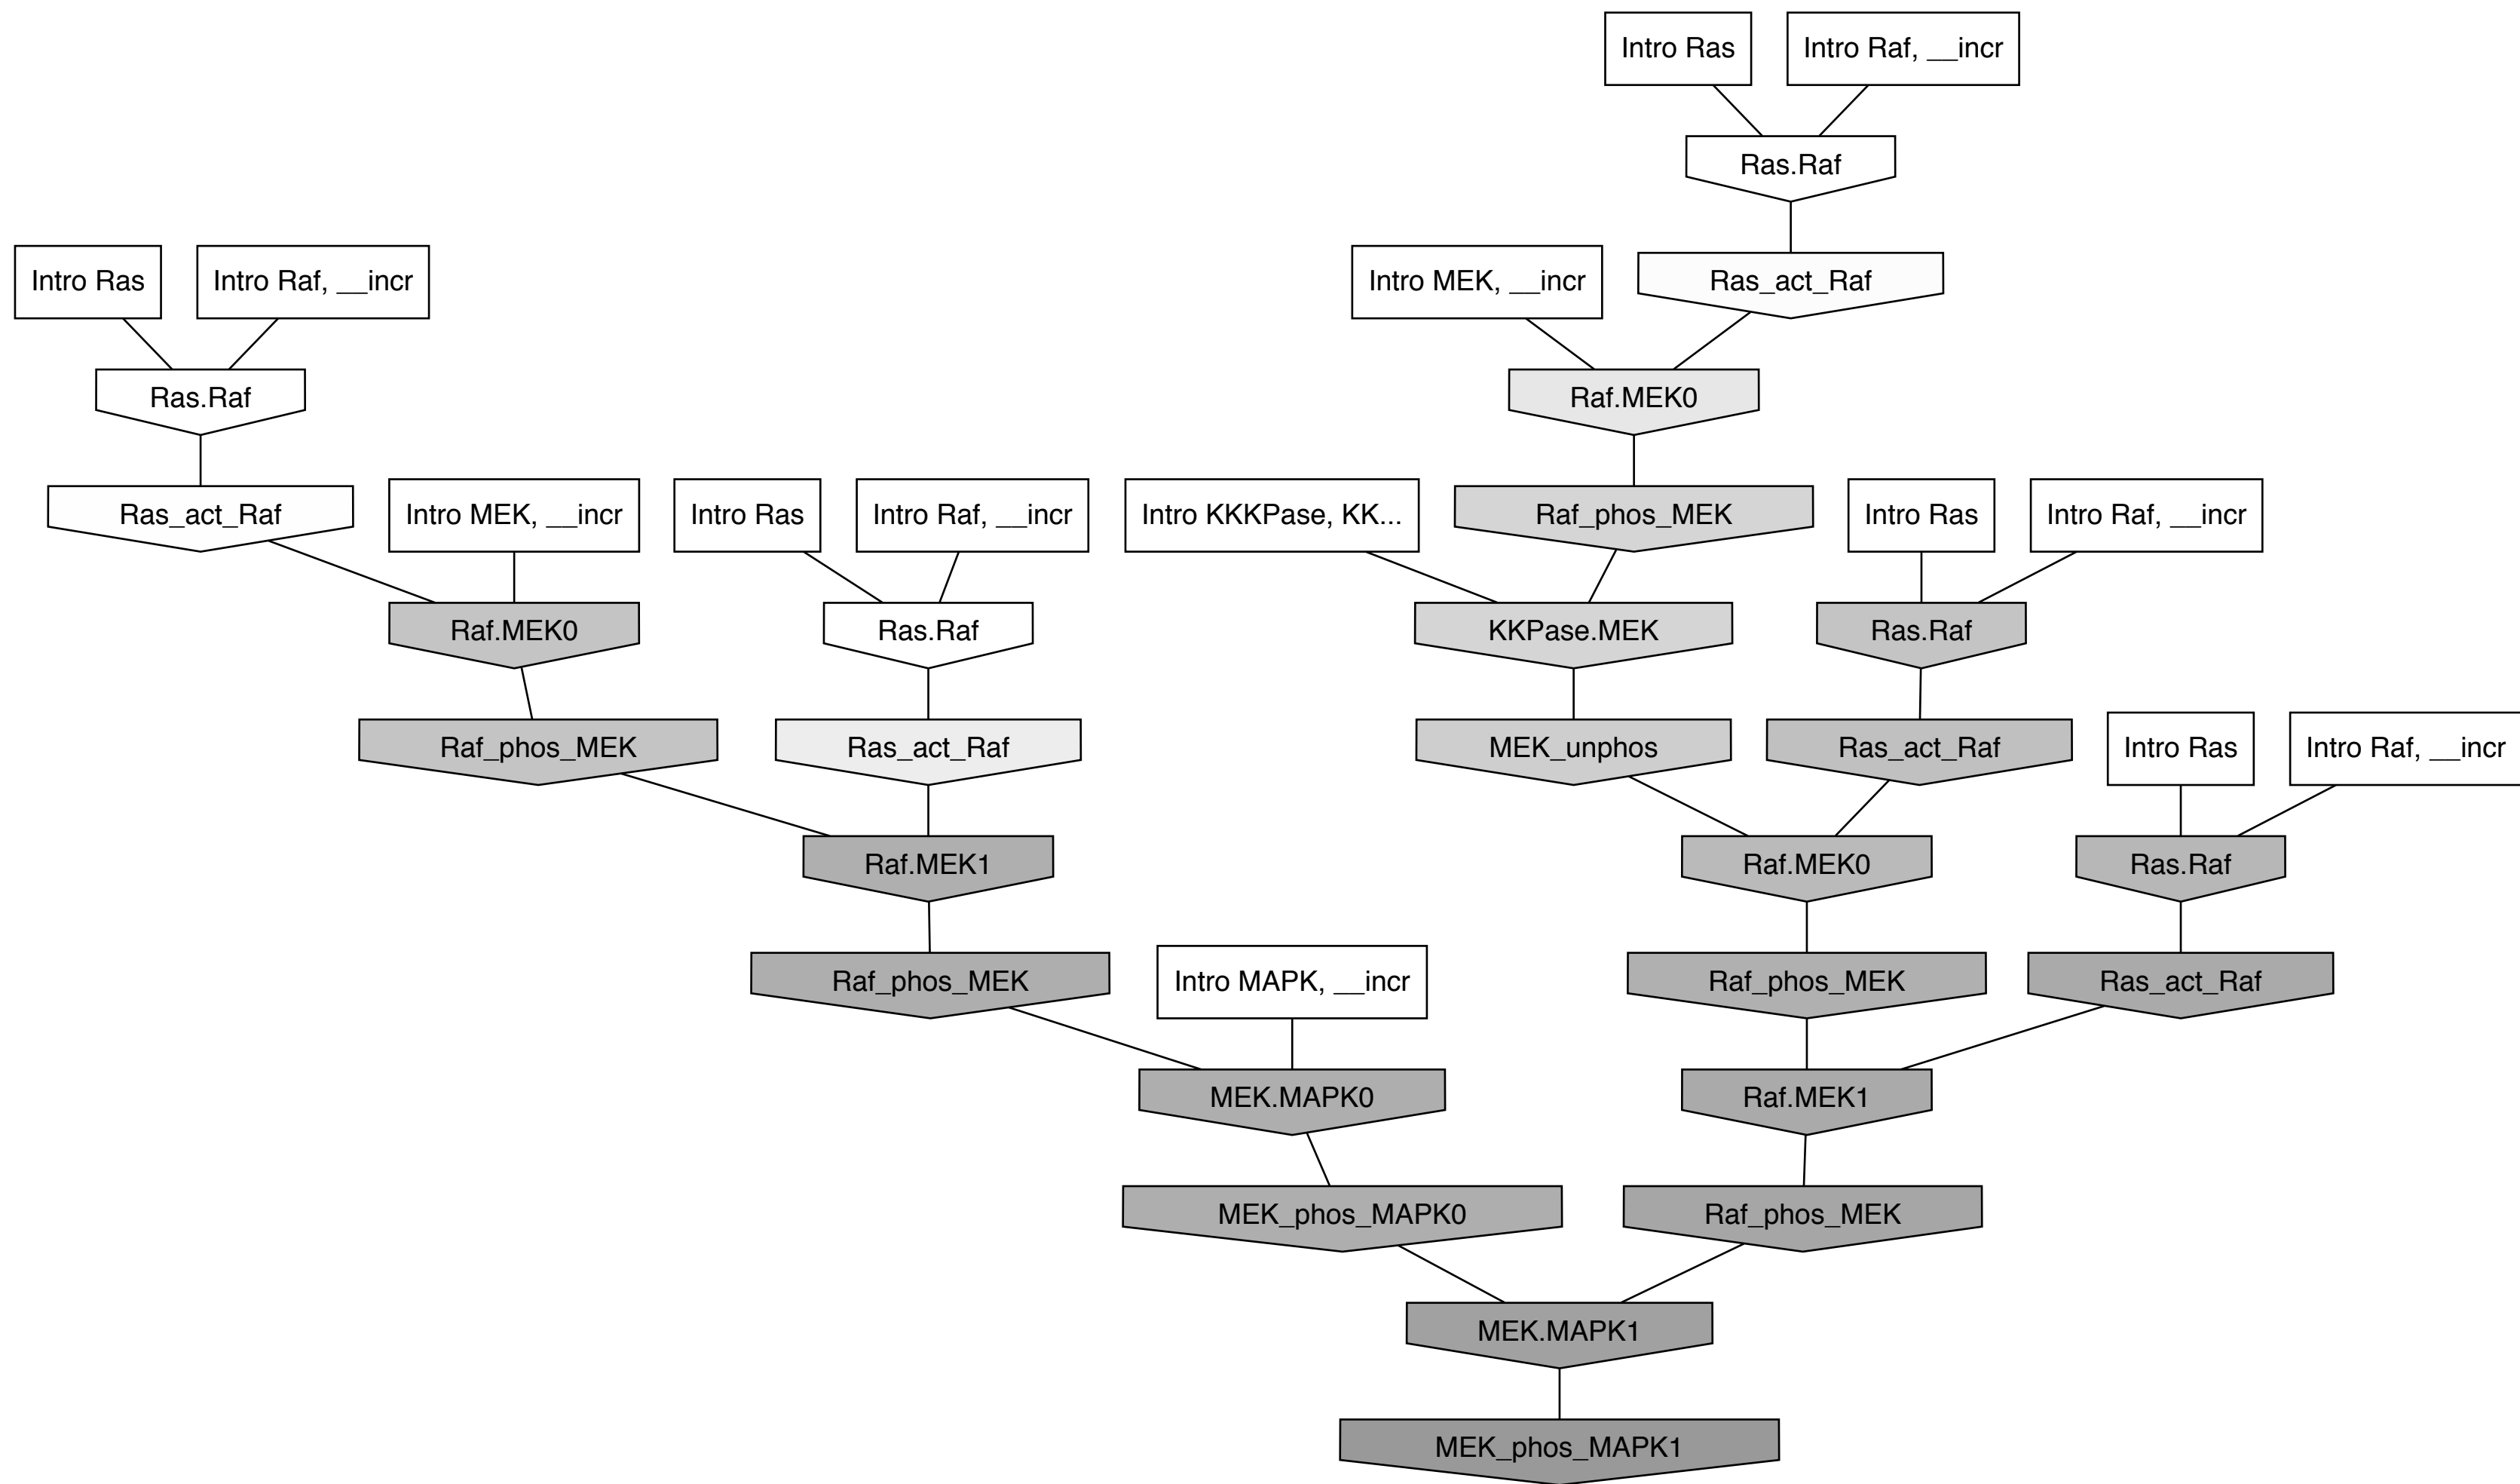 Intro Ras
Intro Raf, __incr
Ras.Raf
Intro Ras
Intro Raf, __incr
Intro MEK, __incr
Ras_act_Raf
Ras.Raf
Raf.MEK0
Ras_act_Raf
Intro MEK, __incr
Intro Ras
Intro Raf, __incr
Intro KKKPase, KK...
Raf_phos_MEK
Intro Ras
Intro Raf, __incr
Raf.MEK0
Ras.Raf
KKPase.MEK
Ras.Raf
Raf_phos_MEK
Ras_act_Raf
MEK_unphos
Ras_act_Raf
Intro Ras
Intro Raf, __incr
Raf.MEK1
Raf.MEK0
Ras.Raf
Raf_phos_MEK
Intro MAPK, __incr
Raf_phos_MEK
Ras_act_Raf
MEK.MAPK0
Raf.MEK1
MEK_phos_MAPK0
Raf_phos_MEK
MEK.MAPK1
MEK_phos_MAPK1